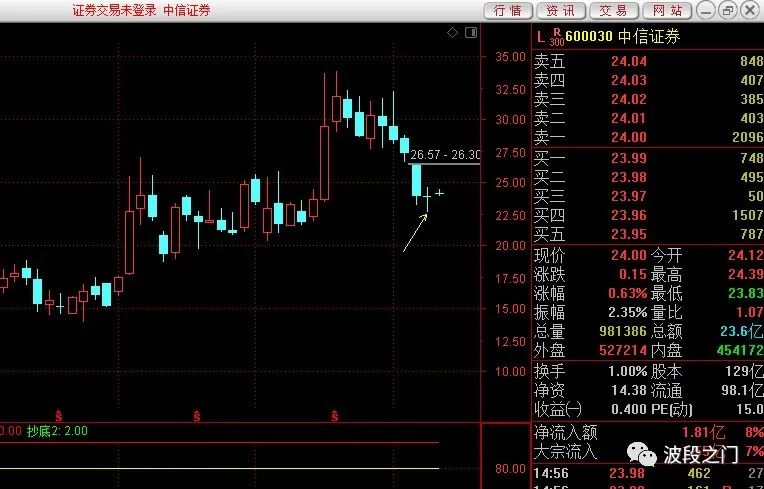 证券交易未登录 中信证券 行情 资讯 交易 网站
L R 300 600030 中信证券
35.00
32.50
30.00
27.50
25.00
22.50
20.00
17.50
15.00
12.50
10.00
26.57 - 26.30
卖五 24.04 848
卖四 24.03 407
卖三 24.02 385
卖二 24.01 403
卖一 24.00 2096
买一 23.99 748
买二 23.98 495
买三 23.97 50
买四 23.96 1507
买五 23.95 787
现价 24.00 今开 24.12
涨跌 0.15 最高 24.39
涨幅 0.63% 最低 23.83
振幅 2.35% 量比 1.07
总量 981386 总额 23.6亿
外盘 527214 内盘 454172
换手 1.00% 股本 129亿
净资 14.38 流通 98.1亿
收益(一) 0.400 PE(动) 15.0
净流入额 1.81亿 8%
大宗流入 7%
波段之门
14:56 23.98 462 27
14:56
S S S
0.00 抄底2: 2.00
80.00